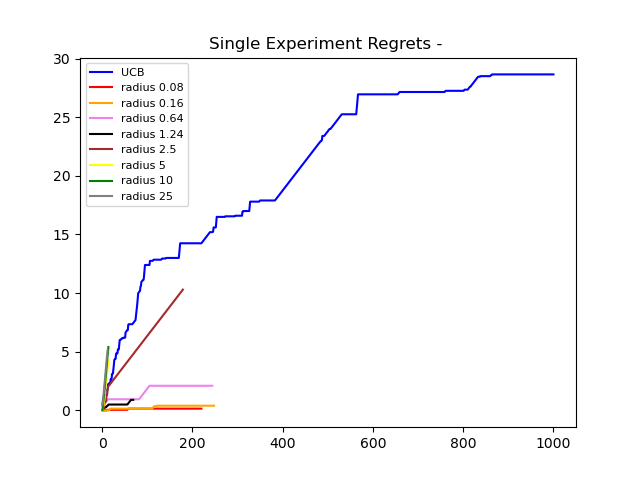 Single Experiment Regrets -
30
25
20
15
10
5
0
UCB
radius 0.08
radius 0.16
radius 0.64
radius 1.24
radius 2.5
radius 5
radius 10
radius 25
0 200 400 600 800 1000